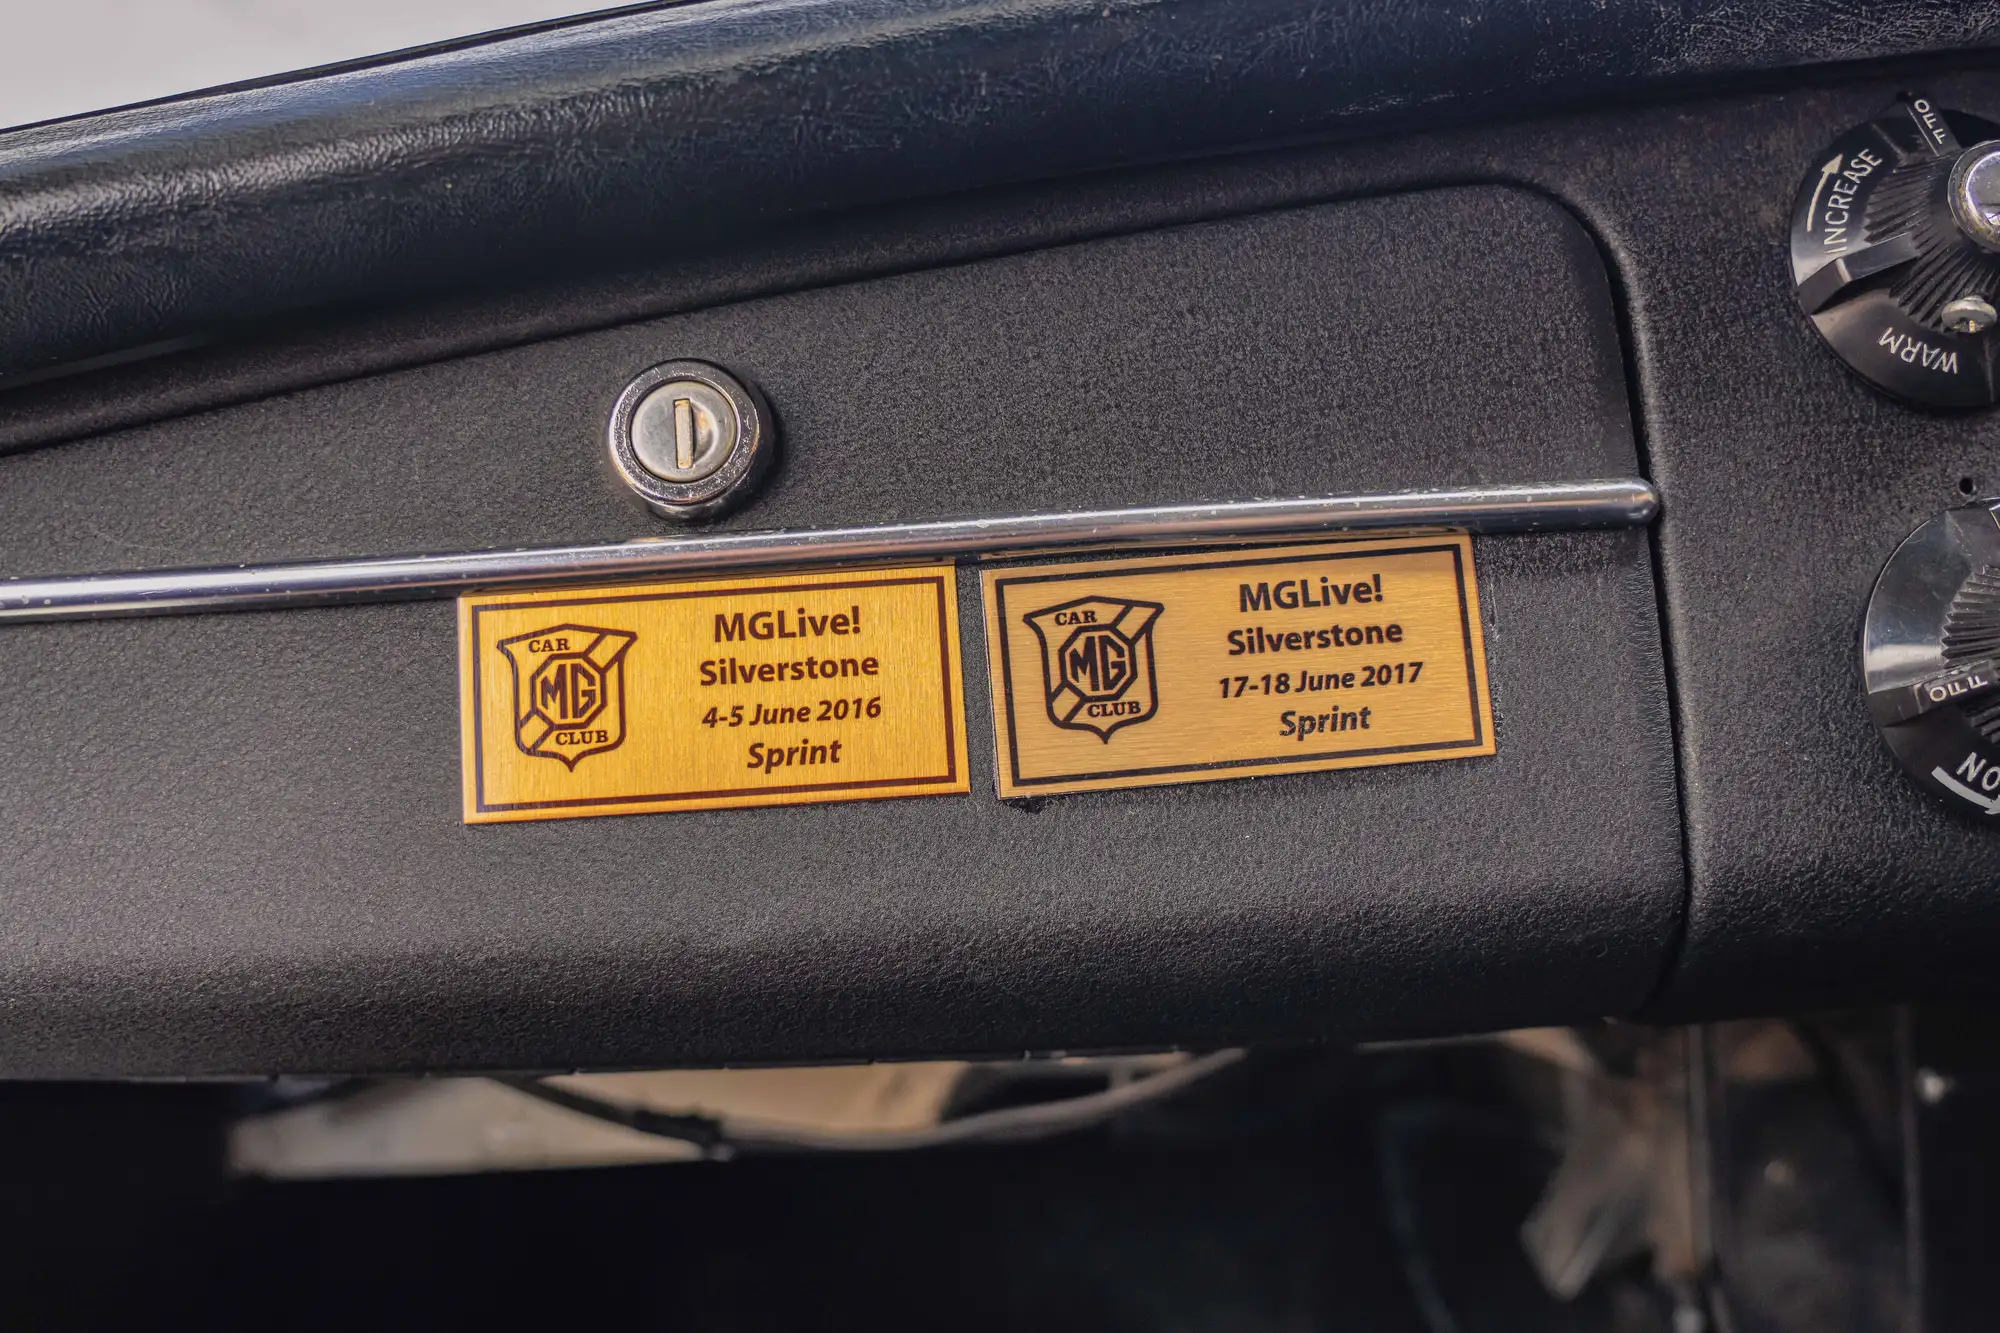 OFF
INCREASE
WARM
CAR
MG
CLUB
MGLive!
Silverstone
4-5 June 2016
Sprint
CAR
MG
CLUB
MGLive!
Silverstone
17-18 June 2017
Sprint
OFF
ON